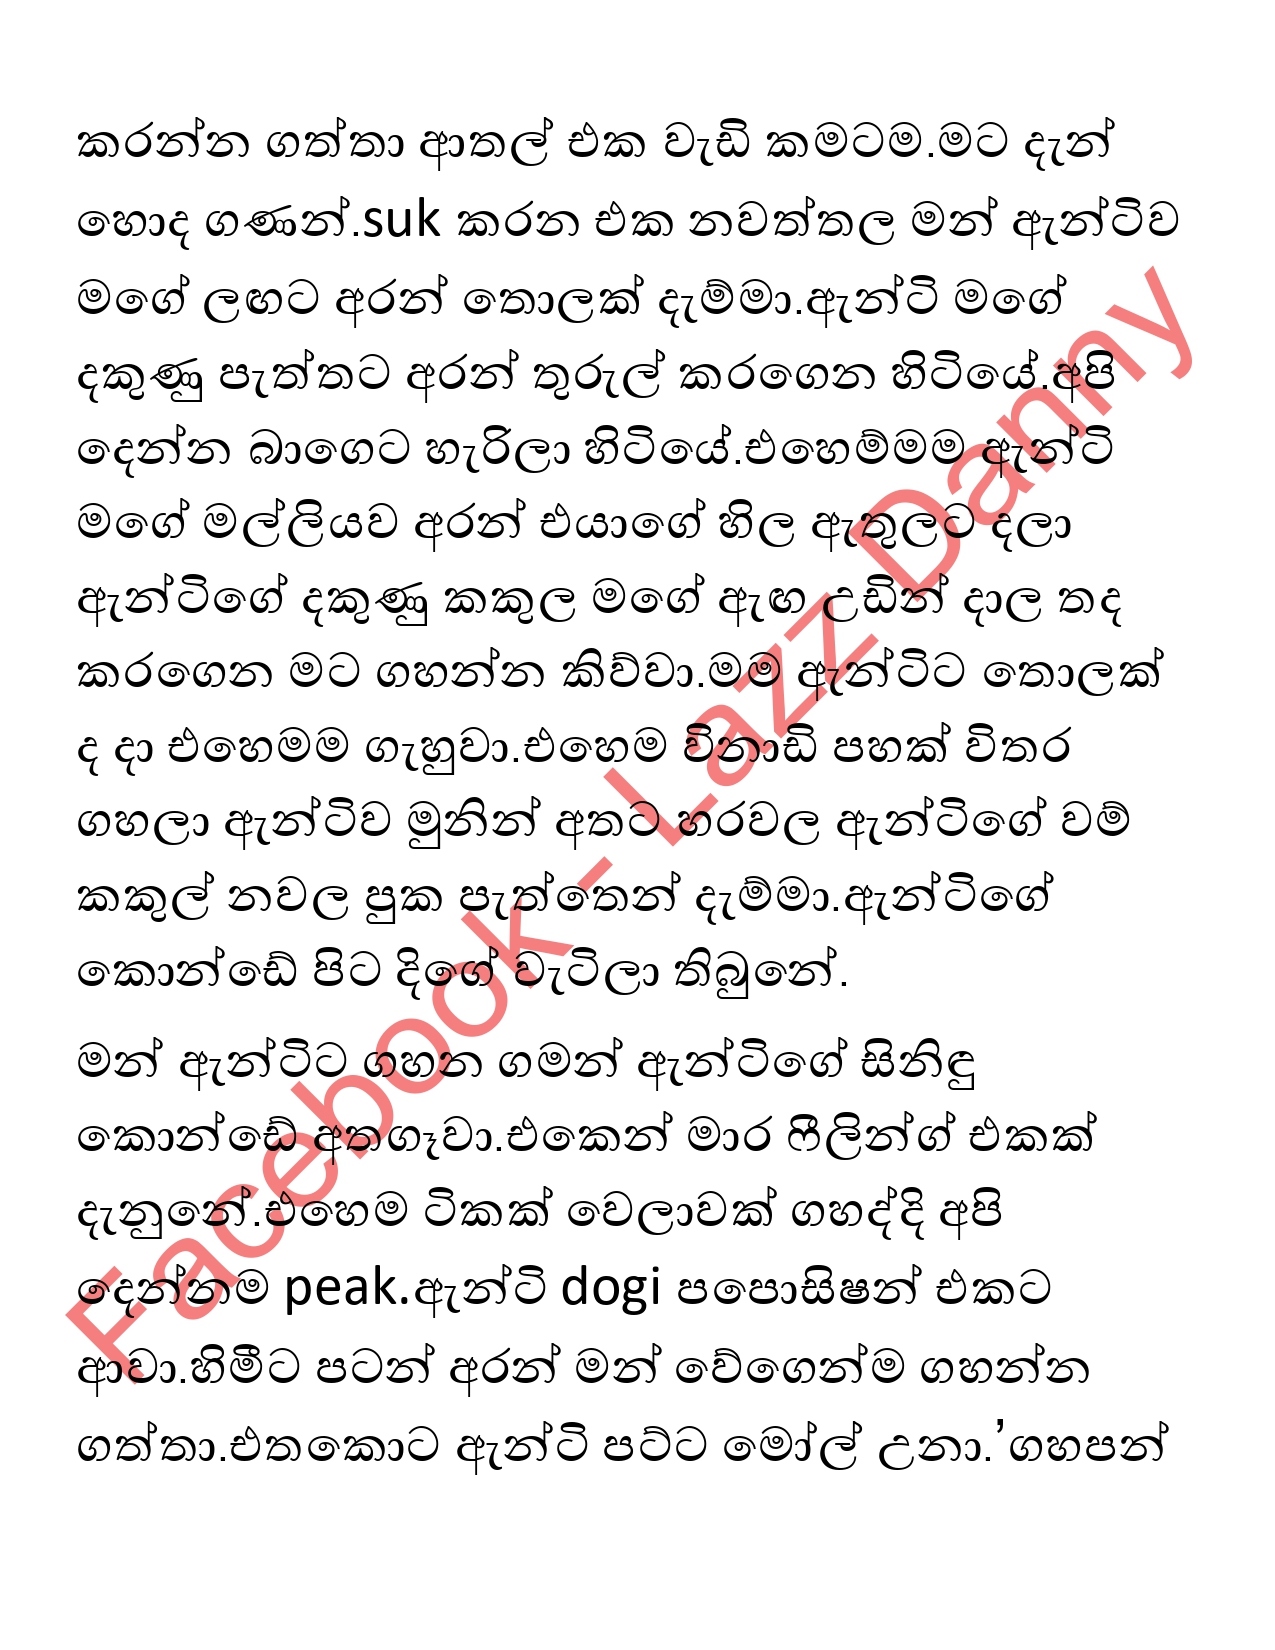 කරන්න ගත්තා ආතල් එක වැඩි කමටම.මට දැන්
හොද ගණන්.suk කරන එක නවත්තල මන් ඇන්ටිව
මගේ ලඟට අරන් තොලක් දැම්මා.ඇන්ටි මගේ
දකුණු පැත්තට අරන් තුරුල් කරගෙන හිටියේ.අපි
දෙන්න බාගෙට හැරිලා හිටියේ.එහෙම්මම ඇන්ටි
මගේ මල්ලියව අරන් එයාගේ හිල ඇතුලට දලා
ඇන්ටිගේ දකුණු කකුල මගේ ඇඟ උඩින් දාල තද
කරගෙන මට ගහන්න කිව්වා.මම ඇන්ටිට තොලක්
ද දා එහෙමම ගැහුවා.එහෙම විනාඩි පහක් විතර
ගහලා ඇන්ටිව මුනින් අතට හරවල ඇන්ටිගේ වම්
කකුල් නවල පුක පැත්තෙන් දැම්මා.ඇන්ටිගේ
කොන්ඩේ පිට දිගේ වැටිලා තිබුනේ.
මන් ඇන්ටිට ගහන ගමන් ඇන්ටිගේ සිනිඳු
කොන්ඩේ අතගෑවා.එකෙන් මාර ෆීලින්ග් එකක්
දැනුනේ.එහෙම ටිකක් වෙලාවක් ගහද්දි අපි
දෙන්නම peak.ඇන්ටි dogi පපොසිෂන් එකට
ආවා.හිමීට පටන් අරන් මන් වේගෙන්ම ගහන්න
ගත්තා.එතකොට ඇන්ටි පට්ට මෝල් උනා.’ගහපන්
Facebook - Lazz Danny